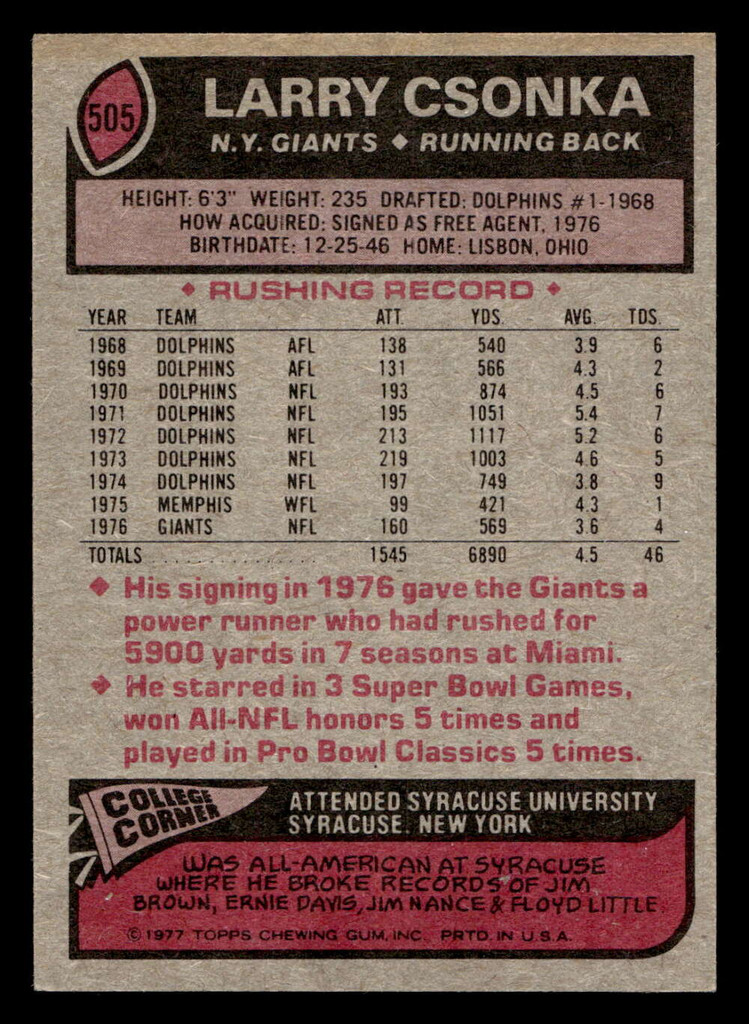 505
LARRY CSONKA
N.Y. GIANTS ◆ RUNNING BACK
HEIGHT: 6'3" WEIGHT: 235 DRAFTED: DOLPHINS #1-1968
HOW ACQUIRED: SIGNED AS FREE AGENT, 1976
BIRTHDATE: 12-25-46 HOME: LISBON, OHIO
◆ RUSHING RECORD ◆
YEAR TEAM ATT. YDS. AVG. TDS.
1968 DOLPHINS AFL 138 540 3.9 6
1969 DOLPHINS AFL 131 566 4.3 2
1970 DOLPHINS NFL 193 874 4.5 6
1971 DOLPHINS NFL 195 1051 5.4 7
1972 DOLPHINS NFL 213 1117 5.2 6
1973 DOLPHINS NFL 219 1003 4.6 5
1974 DOLPHINS NFL 197 749 3.8 9
1975 MEMPHIS WFL 99 421 4.3 1
1976 GIANTS NFL 160 569 3.6 4
TOTALS . . . . . . . . . . . . . . . . 1545 6890 4.5 46
◆ His signing in 1976 gave the Giants a
power runner who had rushed for
5900 yards in 7 seasons at Miami.
◆ He starred in 3 Super Bowl Games,
won All-NFL honors 5 times and
played in Pro Bowl Classics 5 times.
COLLEGE
CORNER
ATTENDED SYRACUSE UNIVERSITY
SYRACUSE, NEW YORK
WAS ALL-AMERICAN AT SYRACUSE
WHERE HE BROKE RECORDS OF JIM
BROWN, ERNIE DAVIS, JIM NANCE & FLOYD LITTLE.
© 1977 TOPPS CHEWING GUM, INC. PRTD. IN U.S.A.